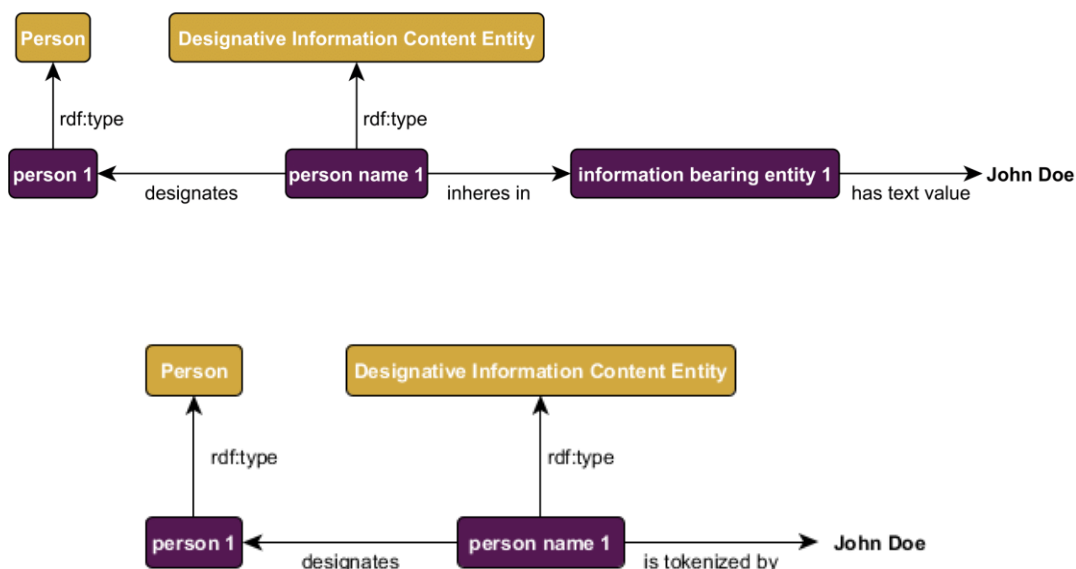 Person
Designative Information Content Entity
rdf:type
rdf:type
person 1
designates
person name 1
inheres in
information bearing entity 1
has text value
John Doe
Person
Designative Information Content Entity
rdf:type
rdf:type
person 1
designates
person name 1
is tokenized by
John Doe